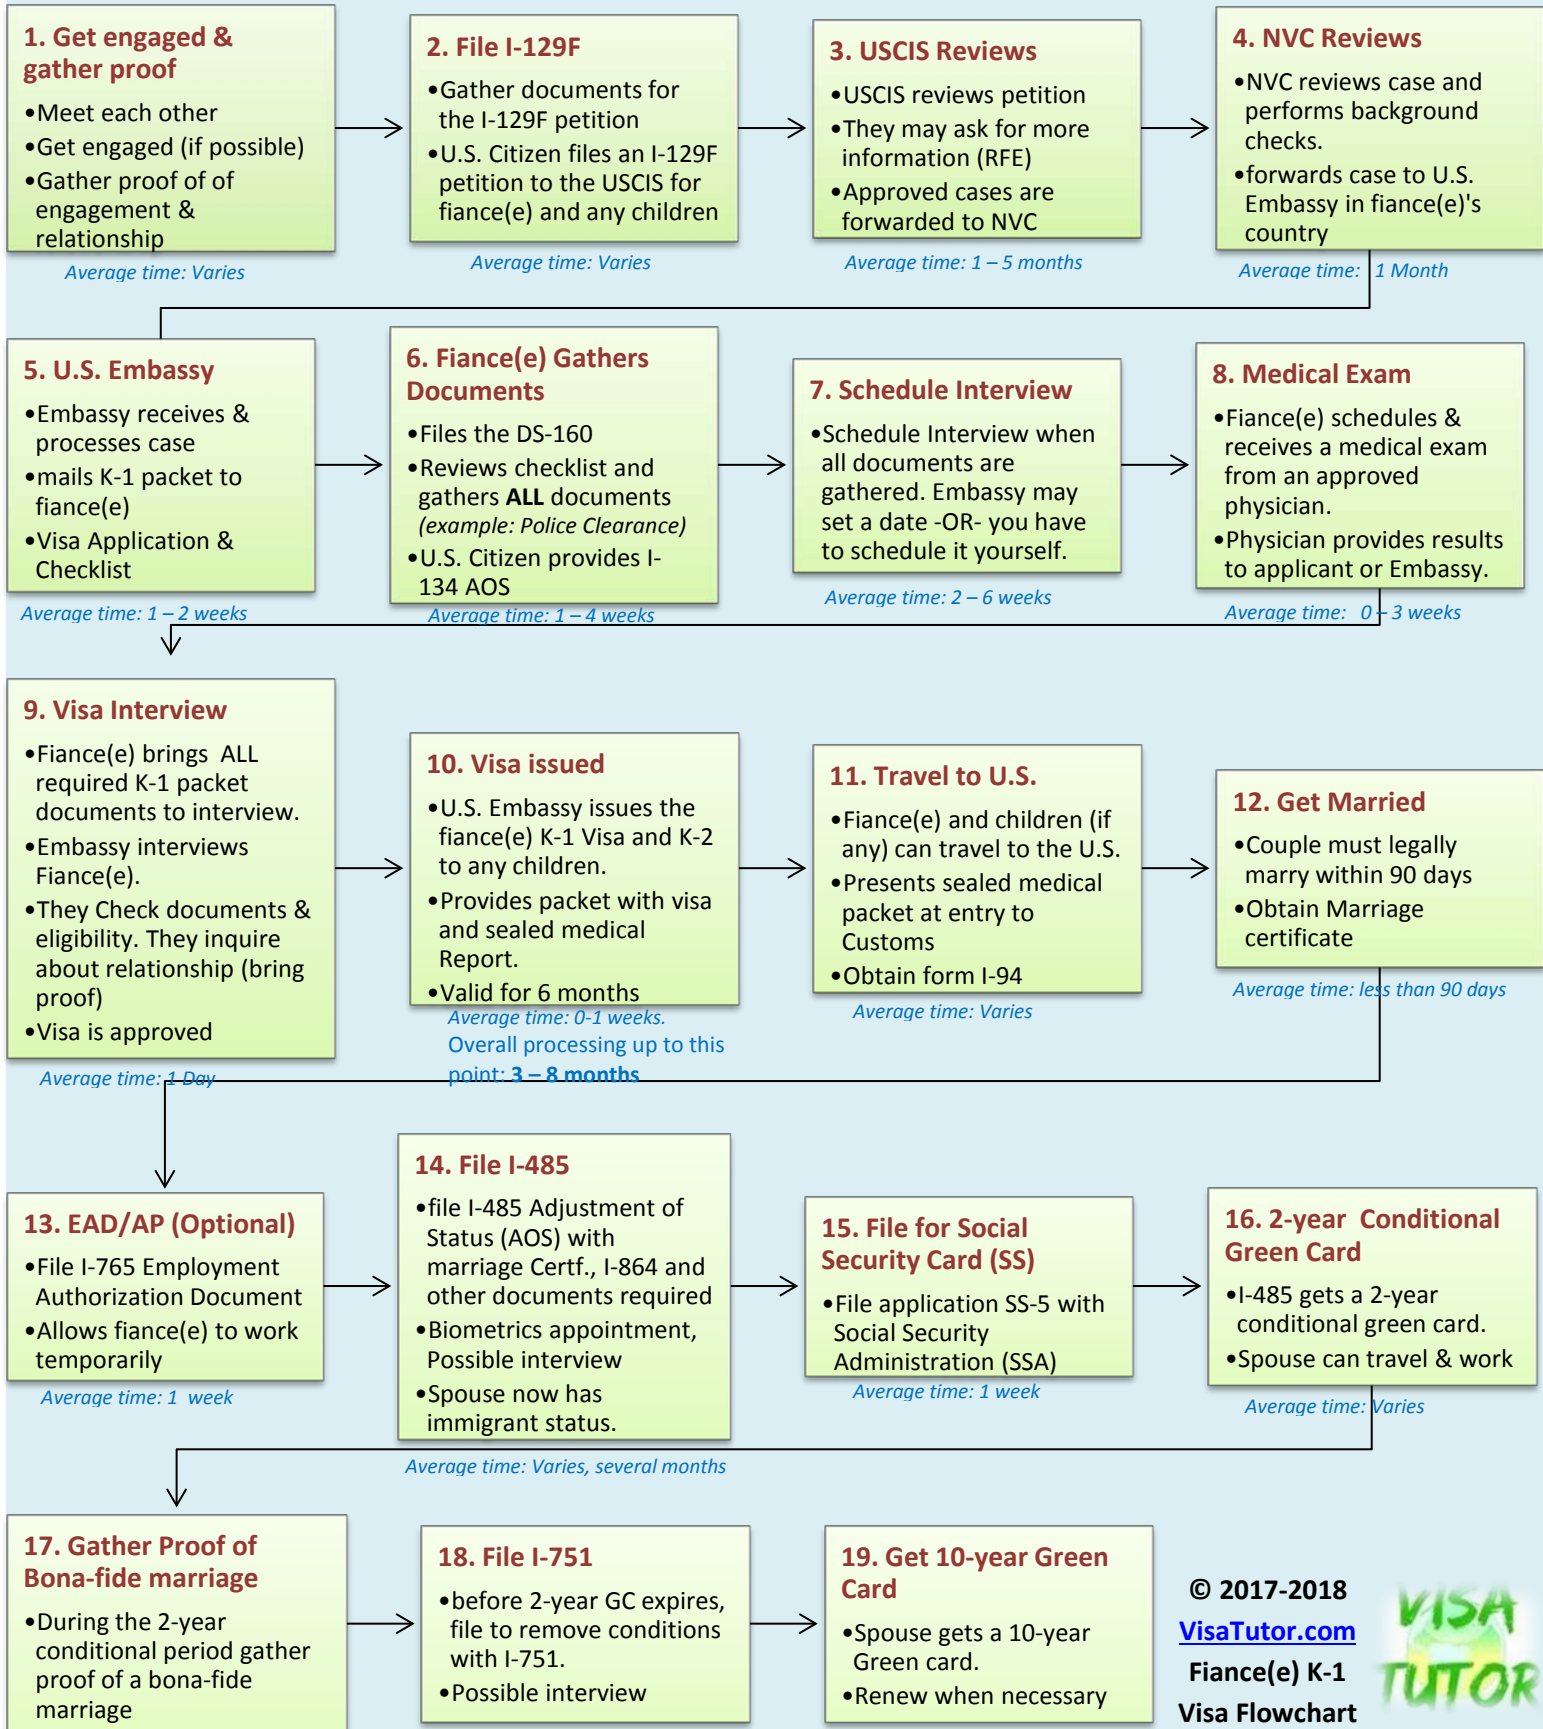 1. Get engaged &
gather proof
•Meet each other
•Get engaged (if possible)
•Gather proof of of
engagement &
relationship
Average time: Varies
2. File I-129F
•Gather documents for
the I-129F petition
•U.S. Citizen files an I-129F
petition to the USCIS for
fiance(e) and any children
Average time: Varies
3. USCIS Reviews
•USCIS reviews petition
•They may ask for more
information (RFE)
•Approved cases are
forwarded to NVC
Average time: 1 – 5 months
4. NVC Reviews
•NVC reviews case and
performs background
checks.
•forwards case to U.S.
Embassy in fiance(e)'s
country
Average time: 1 Month
5. U.S. Embassy
•Embassy receives &
processes case
•mails K-1 packet to
fiance(e)
•Visa Application &
Checklist
Average time: 1 – 2 weeks
6. Fiance(e) Gathers
Documents
•Files the DS-160
•Reviews checklist and
gathers ALL documents
(example: Police Clearance)
•U.S. Citizen provides I-
134 AOS
Average time: 1 – 4 weeks
7. Schedule Interview
•Schedule Interview when
all documents are
gathered. Embassy may
set a date -OR- you have
to schedule it yourself.
Average time: 2 – 6 weeks
8. Medical Exam
•Fiance(e) schedules &
receives a medical exam
from an approved
physician.
•Physician provides results
to applicant or Embassy.
Average time: 0 – 3 weeks
9. Visa Interview
•Fiance(e) brings ALL
required K-1 packet
documents to interview.
•Embassy interviews
Fiance(e).
•They Check documents &
eligibility. They inquire
about relationship (bring
proof)
•Visa is approved
Average time: 1 Day
10. Visa issued
•U.S. Embassy issues the
fiance(e) K-1 Visa and K-2
to any children.
•Provides packet with visa
and sealed medical
Report.
•Valid for 6 months
Average time: 0-1 weeks.
Overall processing up to this
point: 3 – 8 months
11. Travel to U.S.
•Fiance(e) and children (if
any) can travel to the U.S.
•Presents sealed medical
packet at entry to
Customs
•Obtain form I-94
Average time: Varies
12. Get Married
•Couple must legally
marry within 90 days
•Obtain Marriage
certificate
Average time: less than 90 days
13. EAD/AP (Optional)
•File I-765 Employment
Authorization Document
•Allows fiance(e) to work
temporarily
Average time: 1 week
14. File I-485
•file I-485 Adjustment of
Status (AOS) with
marriage Certf., I-864 and
other documents required
•Biometrics appointment,
Possible interview
•Spouse now has
immigrant status.
Average time: Varies, several months
15. File for Social
Security Card (SS)
•File application SS-5 with
Social Security
Administration (SSA)
Average time: 1 week
16. 2-year Conditional
Green Card
•I-485 gets a 2-year
conditional green card.
•Spouse can travel & work
Average time: Varies
17. Gather Proof of
Bona-fide marriage
•During the 2-year
conditional period gather
proof of a bona-fide
marriage
18. File I-751
•before 2-year GC expires,
file to remove conditions
with I-751.
•Possible interview
19. Get 10-year Green
Card
•Spouse gets a 10-year
Green card.
•Renew when necessary
© 2017-2018
VisaTutor.com
Fiance(e) K-1
Visa Flowchart
VISA
TUTOR